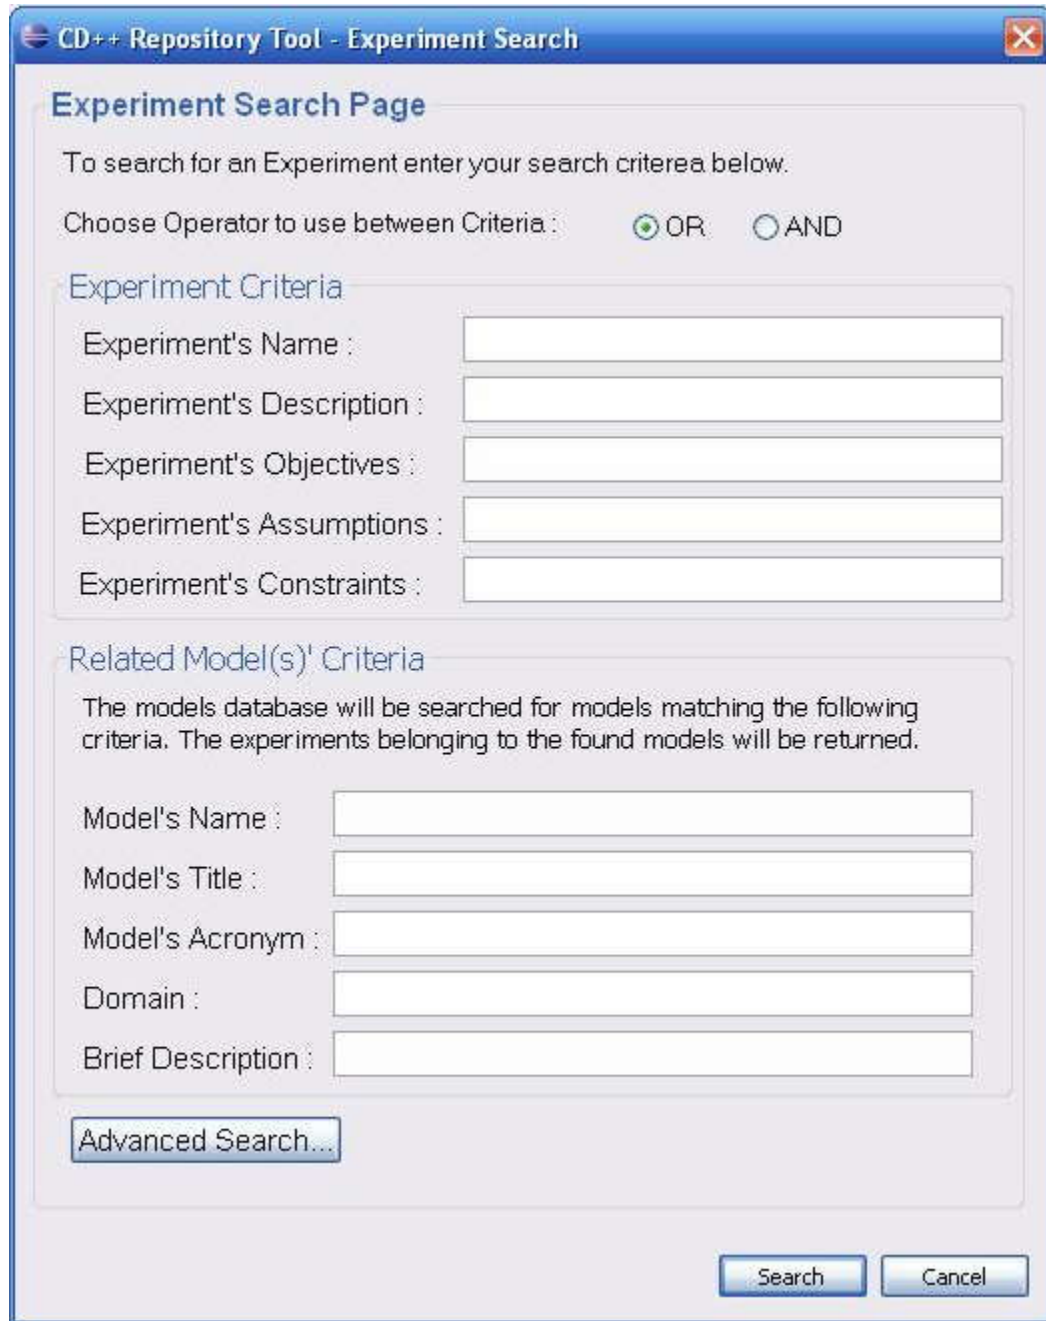 CD++ Repository Tool - Experiment Search
Experiment Search Page
To search for an Experiment enter your search criterea below.
Choose Operator to use between Criteria : OR AND
Experiment Criteria
Experiment's Name :
Experiment's Description :
Experiment's Objectives :
Experiment's Assumptions :
Experiment's Constraints :
Related Model(s)' Criteria
The models database will be searched for models matching the following
criteria. The experiments belonging to the found models will be returned.
Model's Name :
Model's Title :
Model's Acronym :
Domain :
Brief Description :
Advanced Search...
Search Cancel